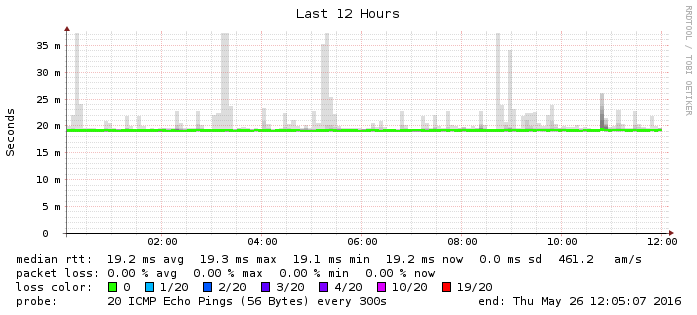 Last 12 Hours
RRDTOOL / TOBI OETIKER
Seconds
35 m
30 m
25 m
20 m
15 m
10 m
5 m
0
02:00 04:00 06:00 08:00 10:00 12:00
median rtt: 19.2 ms avg 19.3 ms max 19.1 ms min 19.2 ms now 0.0 ms sd 461.2 am/s
packet loss: 0.00 % avg 0.00 % max 0.00 % min 0.00 % now
loss color: 0 1/20 2/20 3/20 4/20 10/20 19/20
probe: 20 ICMP Echo Pings (56 Bytes) every 300s end: Thu May 26 12:05:07 2016